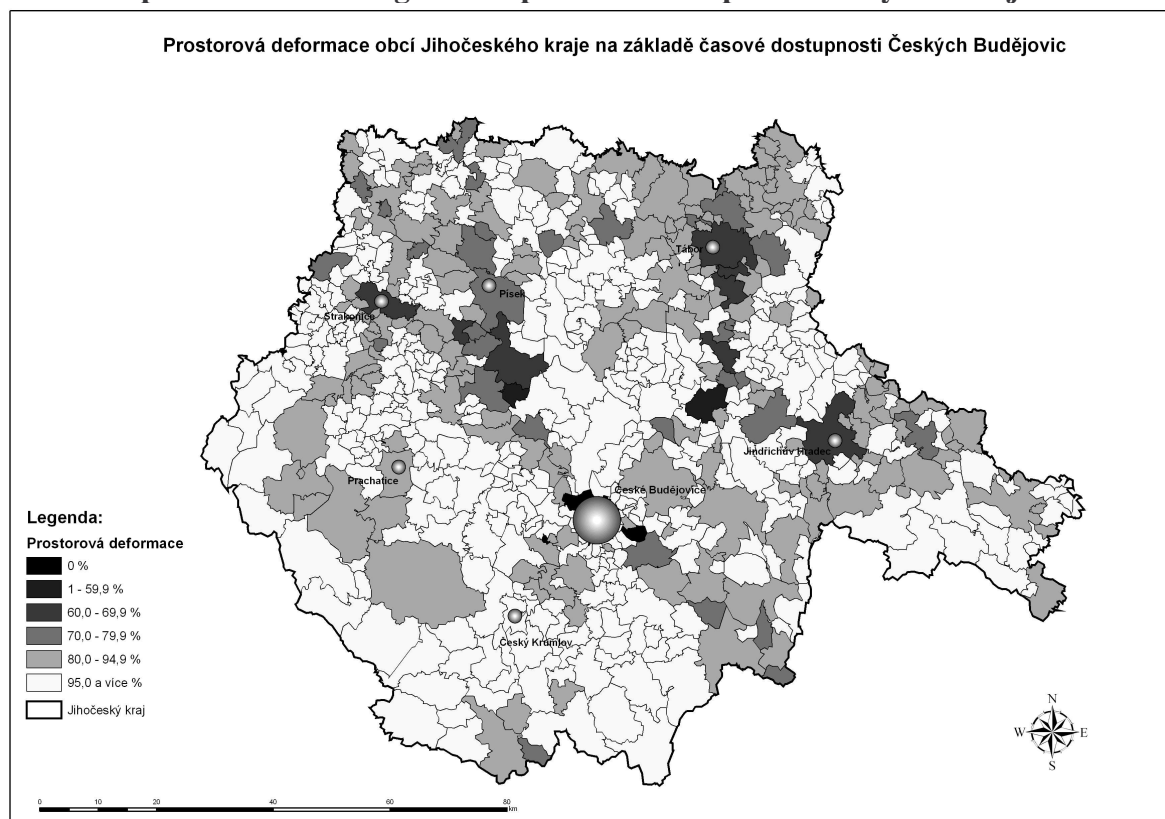 Prostorová deformace obcí Jihočeského kraje na základě časové dostupnosti Českých Budějovic
Tábor
Písek
Strakonice
Jindřichův Hradec
Prachatice
České Budějovice
Český Krumlov
Legenda:
Prostorová deformace
0 %
1 - 59,9 %
60,0 - 69,9 %
70,0 - 79,9 %
80,0 - 94,9 %
95,0 a více %
Jihočeský kraj
N
W E
S
0 10 20 40 60 80
km